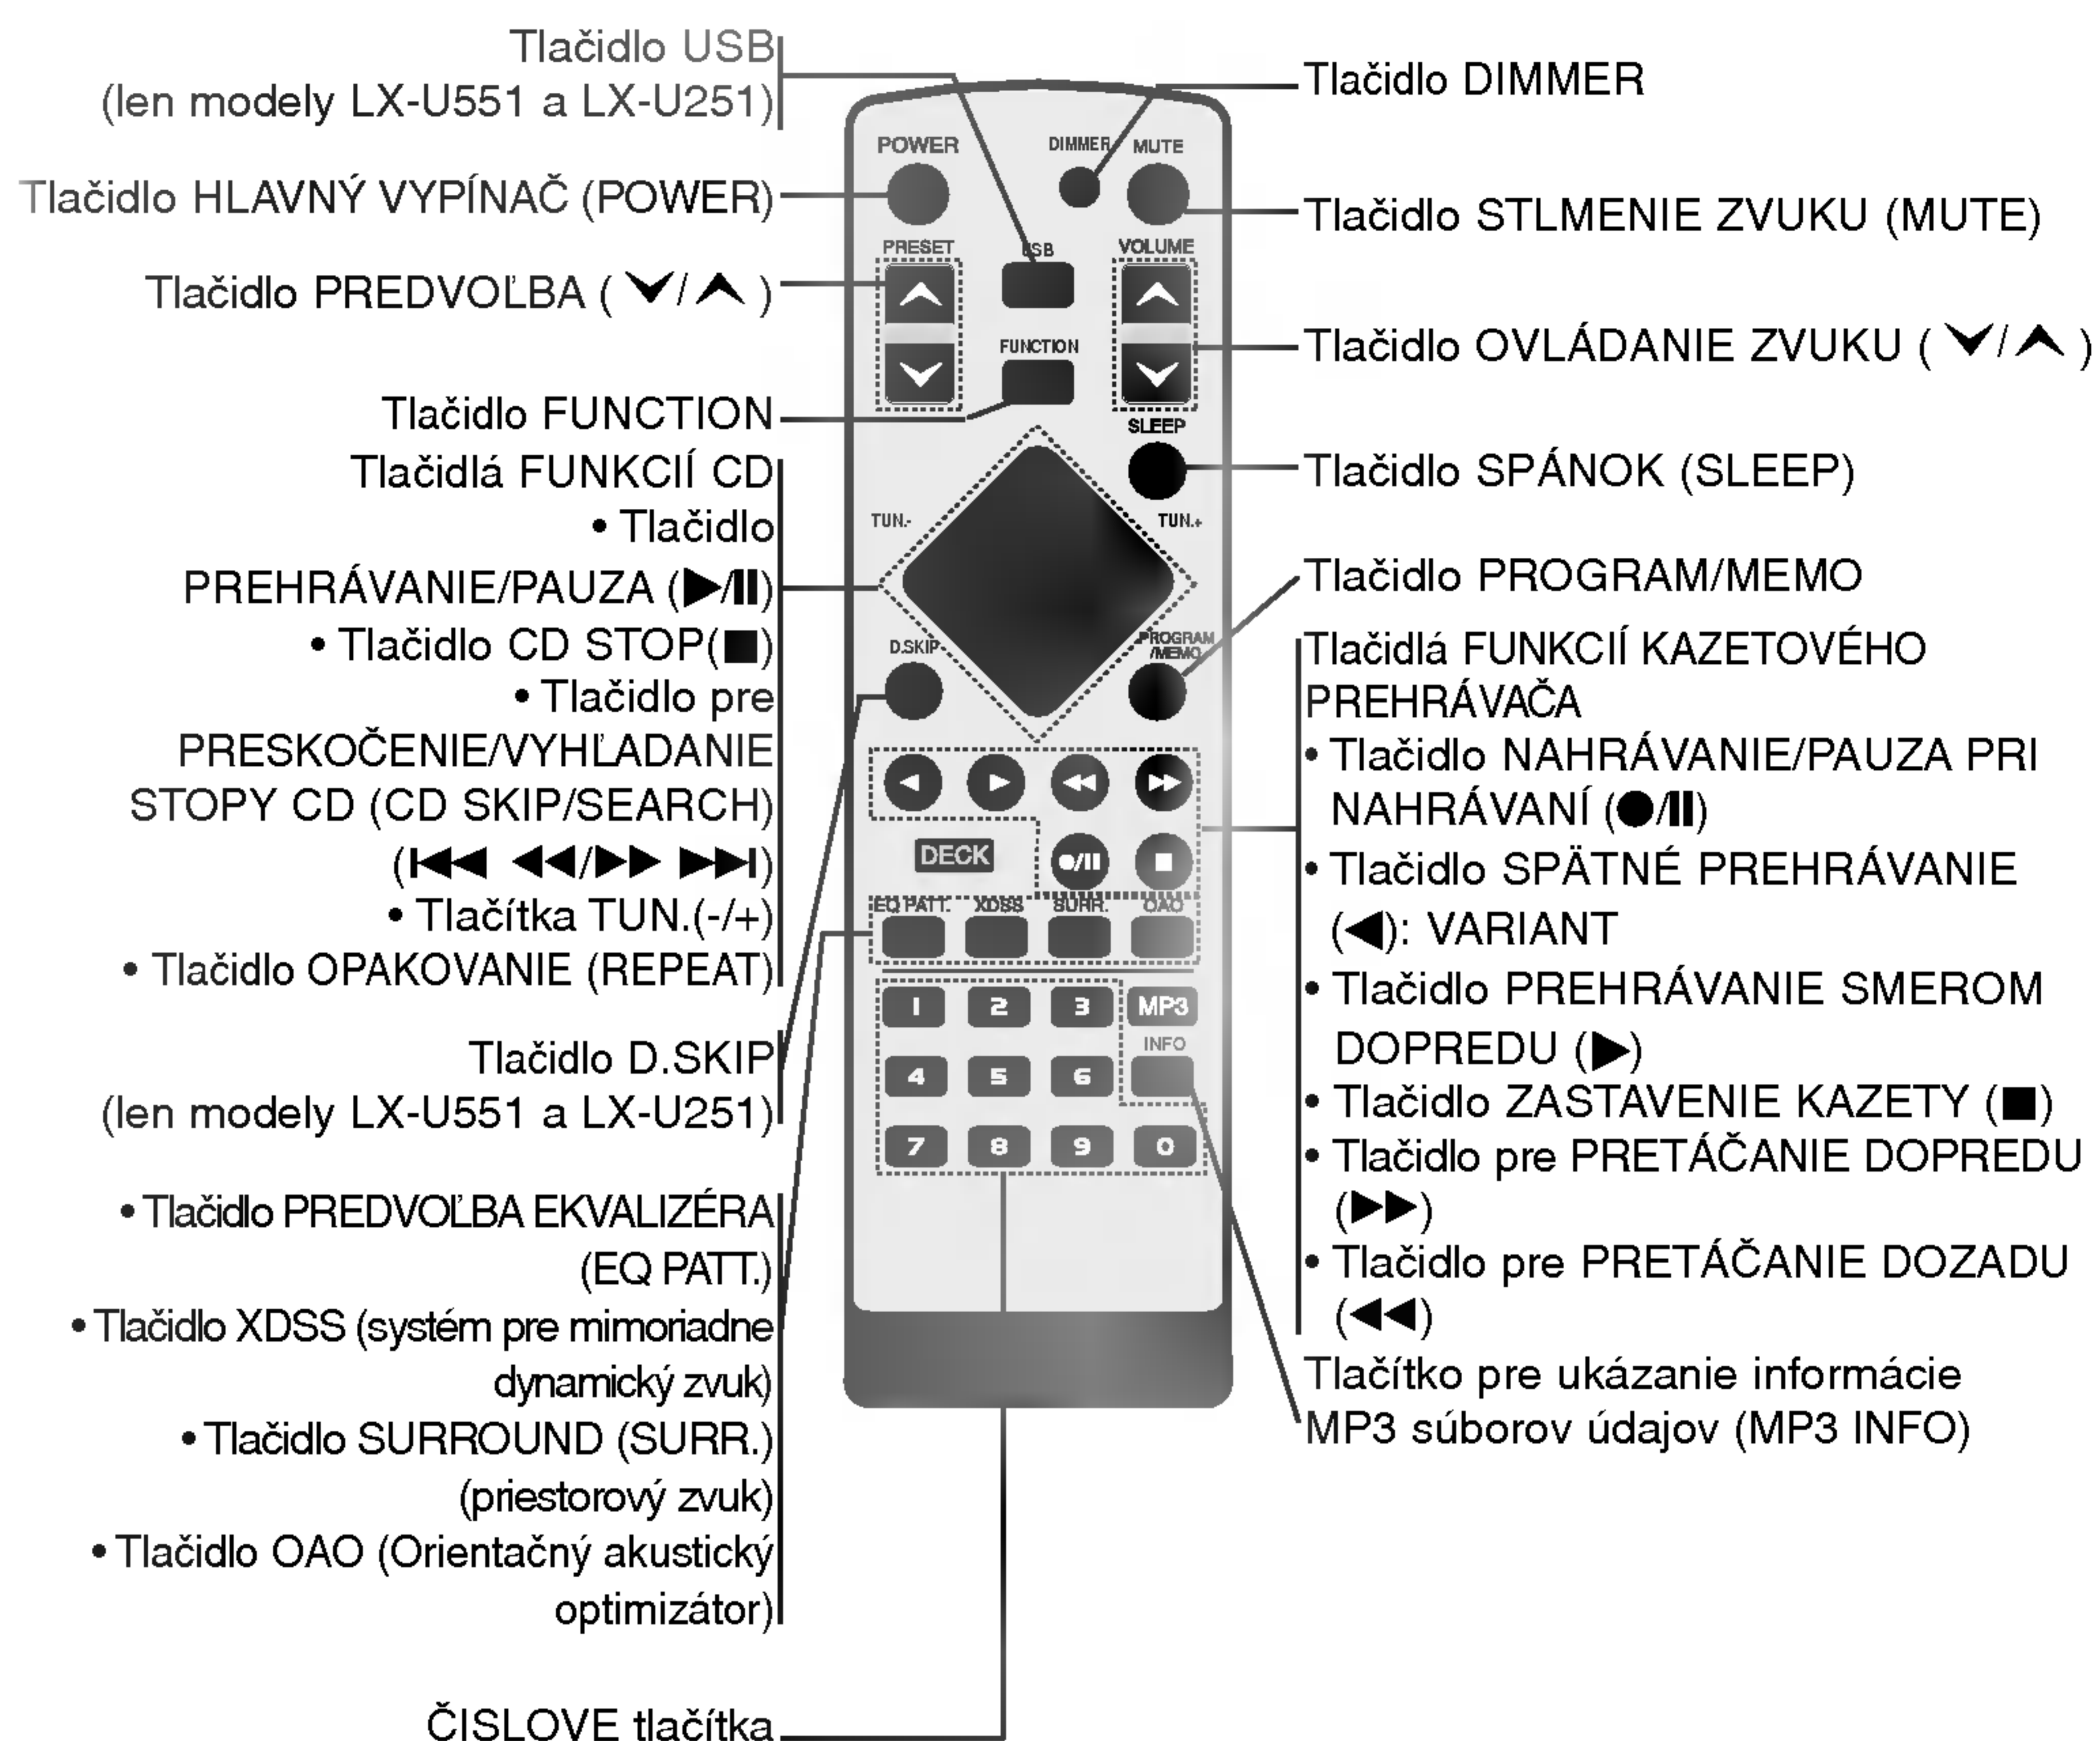 Tlačidlo USB
(len modely LX-U551 a LX-U251)
Tlačidlo HLAVNÝ VYPÍNAČ (POWER)
Tlačidlo PREDVOĽBA ( ⌵/⌃ )
Tlačidlo FUNCTION
Tlačidlá FUNKCIÍ CD
• Tlačidlo
PREHRÁVANIE/PAUZA (▶/II)
• Tlačidlo CD STOP(■)
• Tlačidlo pre
PRESKOČENIE/VYHĽADANIE
STOPY CD (CD SKIP/SEARCH)
(I◀◀ ◀◀/▶▶ ▶▶I)
• Tlačítka TUN.(-/+)
• Tlačidlo OPAKOVANIE (REPEAT)
Tlačidlo D.SKIP
(len modely LX-U551 a LX-U251)
• Tlačidlo PREDVOĽBA EKVALIZÉRA
(EQ PATT.)
• Tlačidlo XDSS (systém pre mimoriadne
dynamický zvuk)
• Tlačidlo SURROUND (SURR.)
(priestorový zvuk)
• Tlačidlo OAO (Orientačný akustický
optimizátor)
ČISLOVE tlačítka
POWER
DIMMER
MUTE
PRESET
USB
VOLUME
FUNCTION
SLEEP
TUN.-
TUN.+
D.SKIP
PROGRAM
/MEMO
DECK
●/II
EQ PATT.
XDSS
SURR.
OAO
1 2 3 MP3
INFO
4 5 6
7 8 9 0
Tlačidlo DIMMER
Tlačidlo STLMENIE ZVUKU (MUTE)
Tlačidlo OVLÁDANIE ZVUKU ( ⌵/⌃ )
Tlačidlo SPÁNOK (SLEEP)
Tlačidlo PROGRAM/MEMO
Tlačidlá FUNKCIÍ KAZETOVÉHO
PREHRÁVAČA
• Tlačidlo NAHRÁVANIE/PAUZA PRI
NAHRÁVANÍ (●/II)
• Tlačidlo SPÄTNÉ PREHRÁVANIE
(◀): VARIANT
• Tlačidlo PREHRÁVANIE SMEROM
DOPREDU (▶)
• Tlačidlo ZASTAVENIE KAZETY (■)
• Tlačidlo pre PRETÁČANIE DOPREDU
(▶▶)
• Tlačidlo pre PRETÁČANIE DOZADU
(◀◀)
Tlačítko pre ukázanie informácie
MP3 súborov údajov (MP3 INFO)